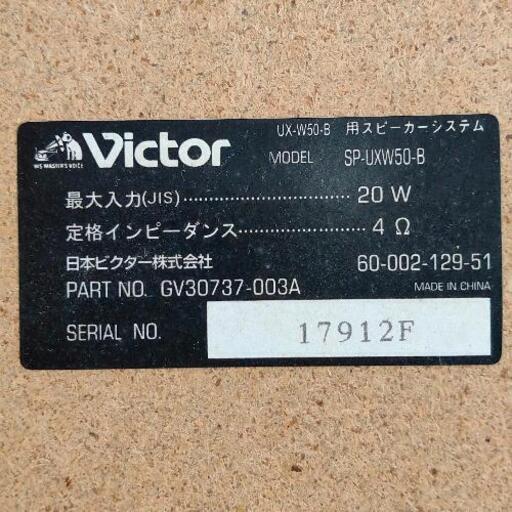 UX-W50-B 用スピーカーシステム
HIS MASTER'S VOICE
Victor
MODEL SP-UXW50-B
最大入力(JIS)........................ 20 W
定格インピーダンス................ 4 Ω
日本ビクター株式会社 60-002-129-51
PART NO. GV30737-003A MADE IN CHINA
SERIAL NO. 17912F